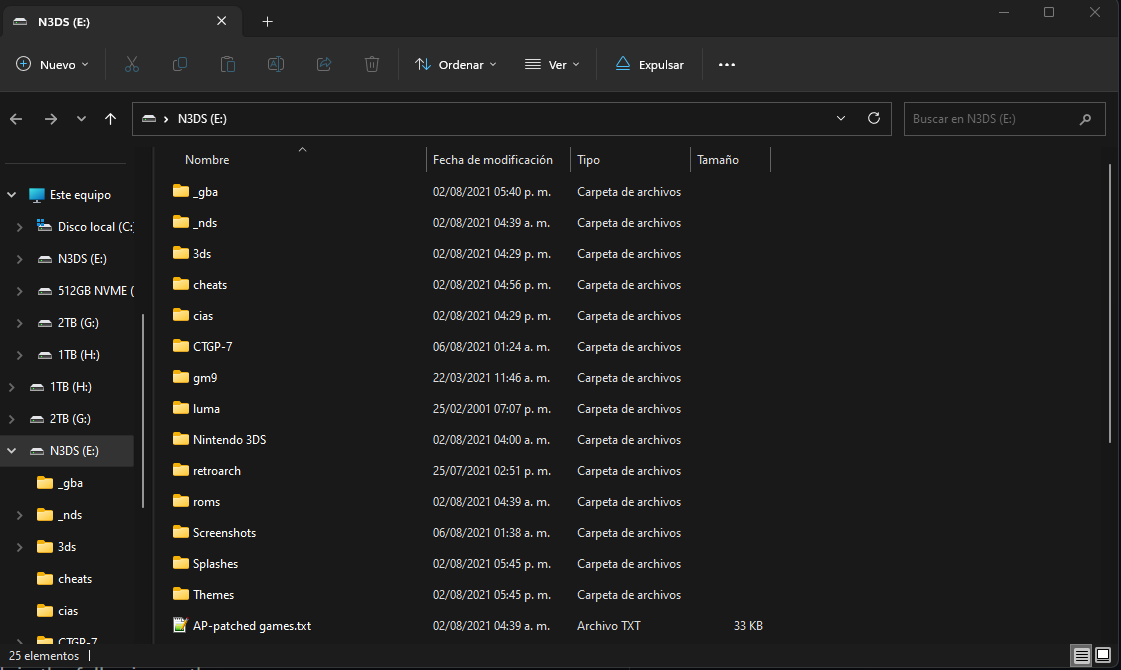 N3DS (E:)
Nuevo
Ordenar
Ver
Expulsar
N3DS (E:)
Buscar en N3DS (E:)
Nombre Fecha de modificación Tipo Tamaño
_gba 02/08/2021 05:40 p. m. Carpeta de archivos
_nds 02/08/2021 04:39 a. m. Carpeta de archivos
3ds 02/08/2021 04:29 p. m. Carpeta de archivos
cheats 02/08/2021 04:56 p. m. Carpeta de archivos
cias 02/08/2021 04:29 p. m. Carpeta de archivos
CTGP-7 06/08/2021 01:24 a. m. Carpeta de archivos
gm9 22/03/2021 11:46 a. m. Carpeta de archivos
luma 25/02/2001 07:07 p. m. Carpeta de archivos
Nintendo 3DS 02/08/2021 04:00 a. m. Carpeta de archivos
retroarch 25/07/2021 02:51 p. m. Carpeta de archivos
roms 02/08/2021 04:39 a. m. Carpeta de archivos
Screenshots 06/08/2021 01:38 a. m. Carpeta de archivos
Splashes 02/08/2021 05:45 p. m. Carpeta de archivos
Themes 02/08/2021 05:45 p. m. Carpeta de archivos
AP-patched games.txt 02/08/2021 04:39 a. m. Archivo TXT 33 KB
Este equipo
Disco local (C:
N3DS (E:)
512GB NVME (
2TB (G:)
1TB (H:)
1TB (H:)
2TB (G:)
N3DS (E:)
_gba
_nds
3ds
cheats
cias
CTGP-7
25 elementos